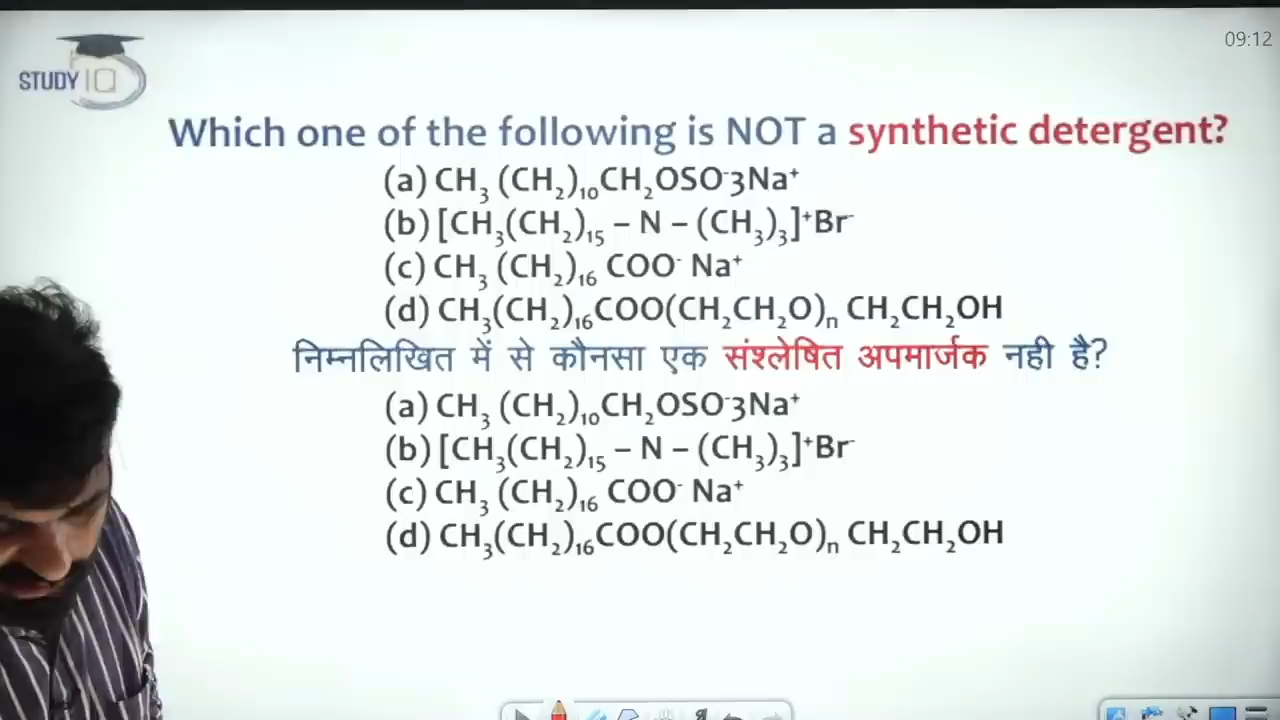 STUDY IQ
09:12
Which one of the following is NOT a synthetic detergent?
(a) CH₃ (CH₂)₁₀CH₂OSO⁻3Na⁺
(b) [CH₃(CH₂)₁₅ – N – (CH₃)₃]⁺Br⁻
(c) CH₃ (CH₂)₁₆ COO⁻ Na⁺
(d) CH₃(CH₂)₁₆COO(CH₂CH₂O)ₙ CH₂CH₂OH
निम्नलिखित में से कौनसा एक संश्लेषित अपमार्जक नही है?
(a) CH₃ (CH₂)₁₀CH₂OSO⁻3Na⁺
(b) [CH₃(CH₂)₁₅ – N – (CH₃)₃]⁺Br⁻
(c) CH₃ (CH₂)₁₆ COO⁻ Na⁺
(d) CH₃(CH₂)₁₆COO(CH₂CH₂O)ₙ CH₂CH₂OH